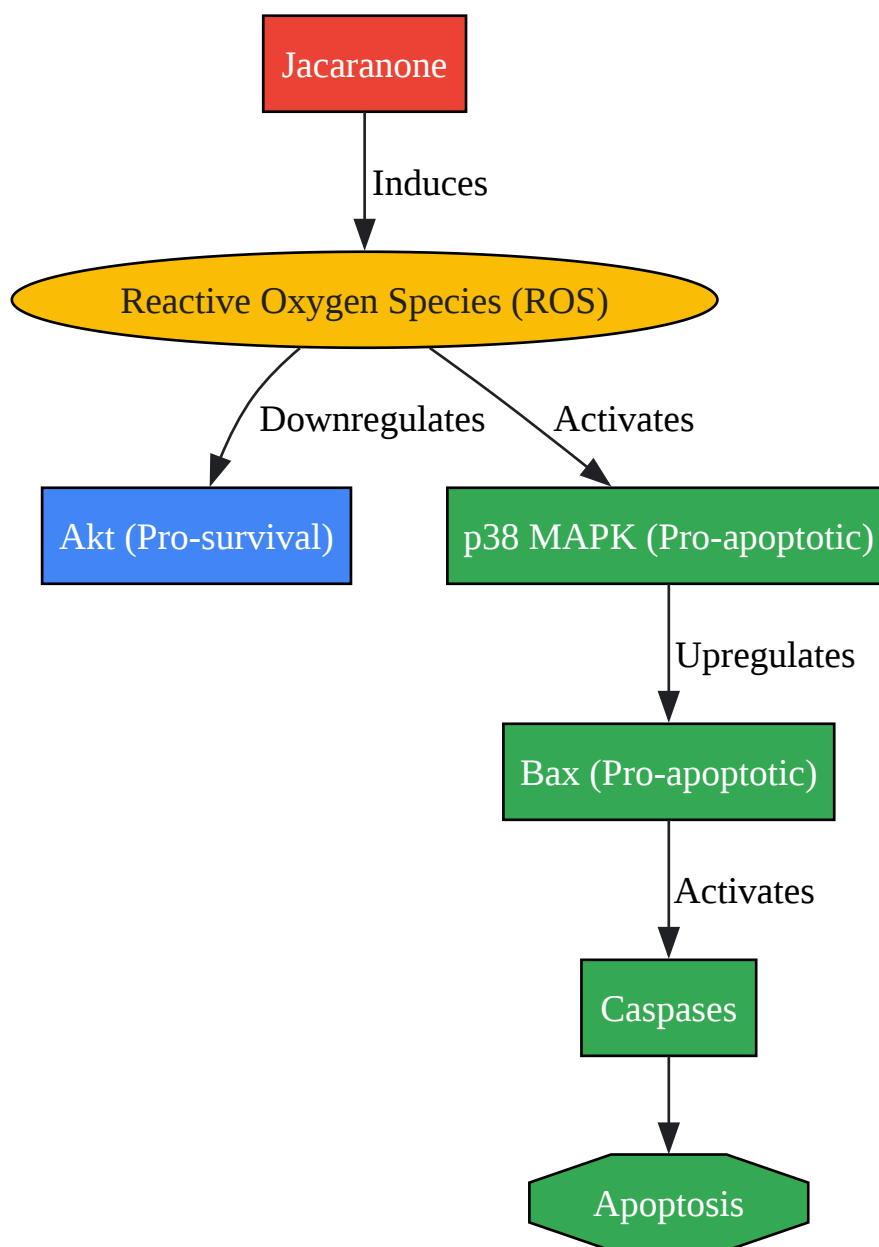 Jacaranone
Induces
Reactive Oxygen Species (ROS)
Downregulates
Activates
Akt (Pro-survival)
p38 MAPK (Pro-apoptotic)
Upregulates
Bax (Pro-apoptotic)
Activates
Caspases
Apoptosis